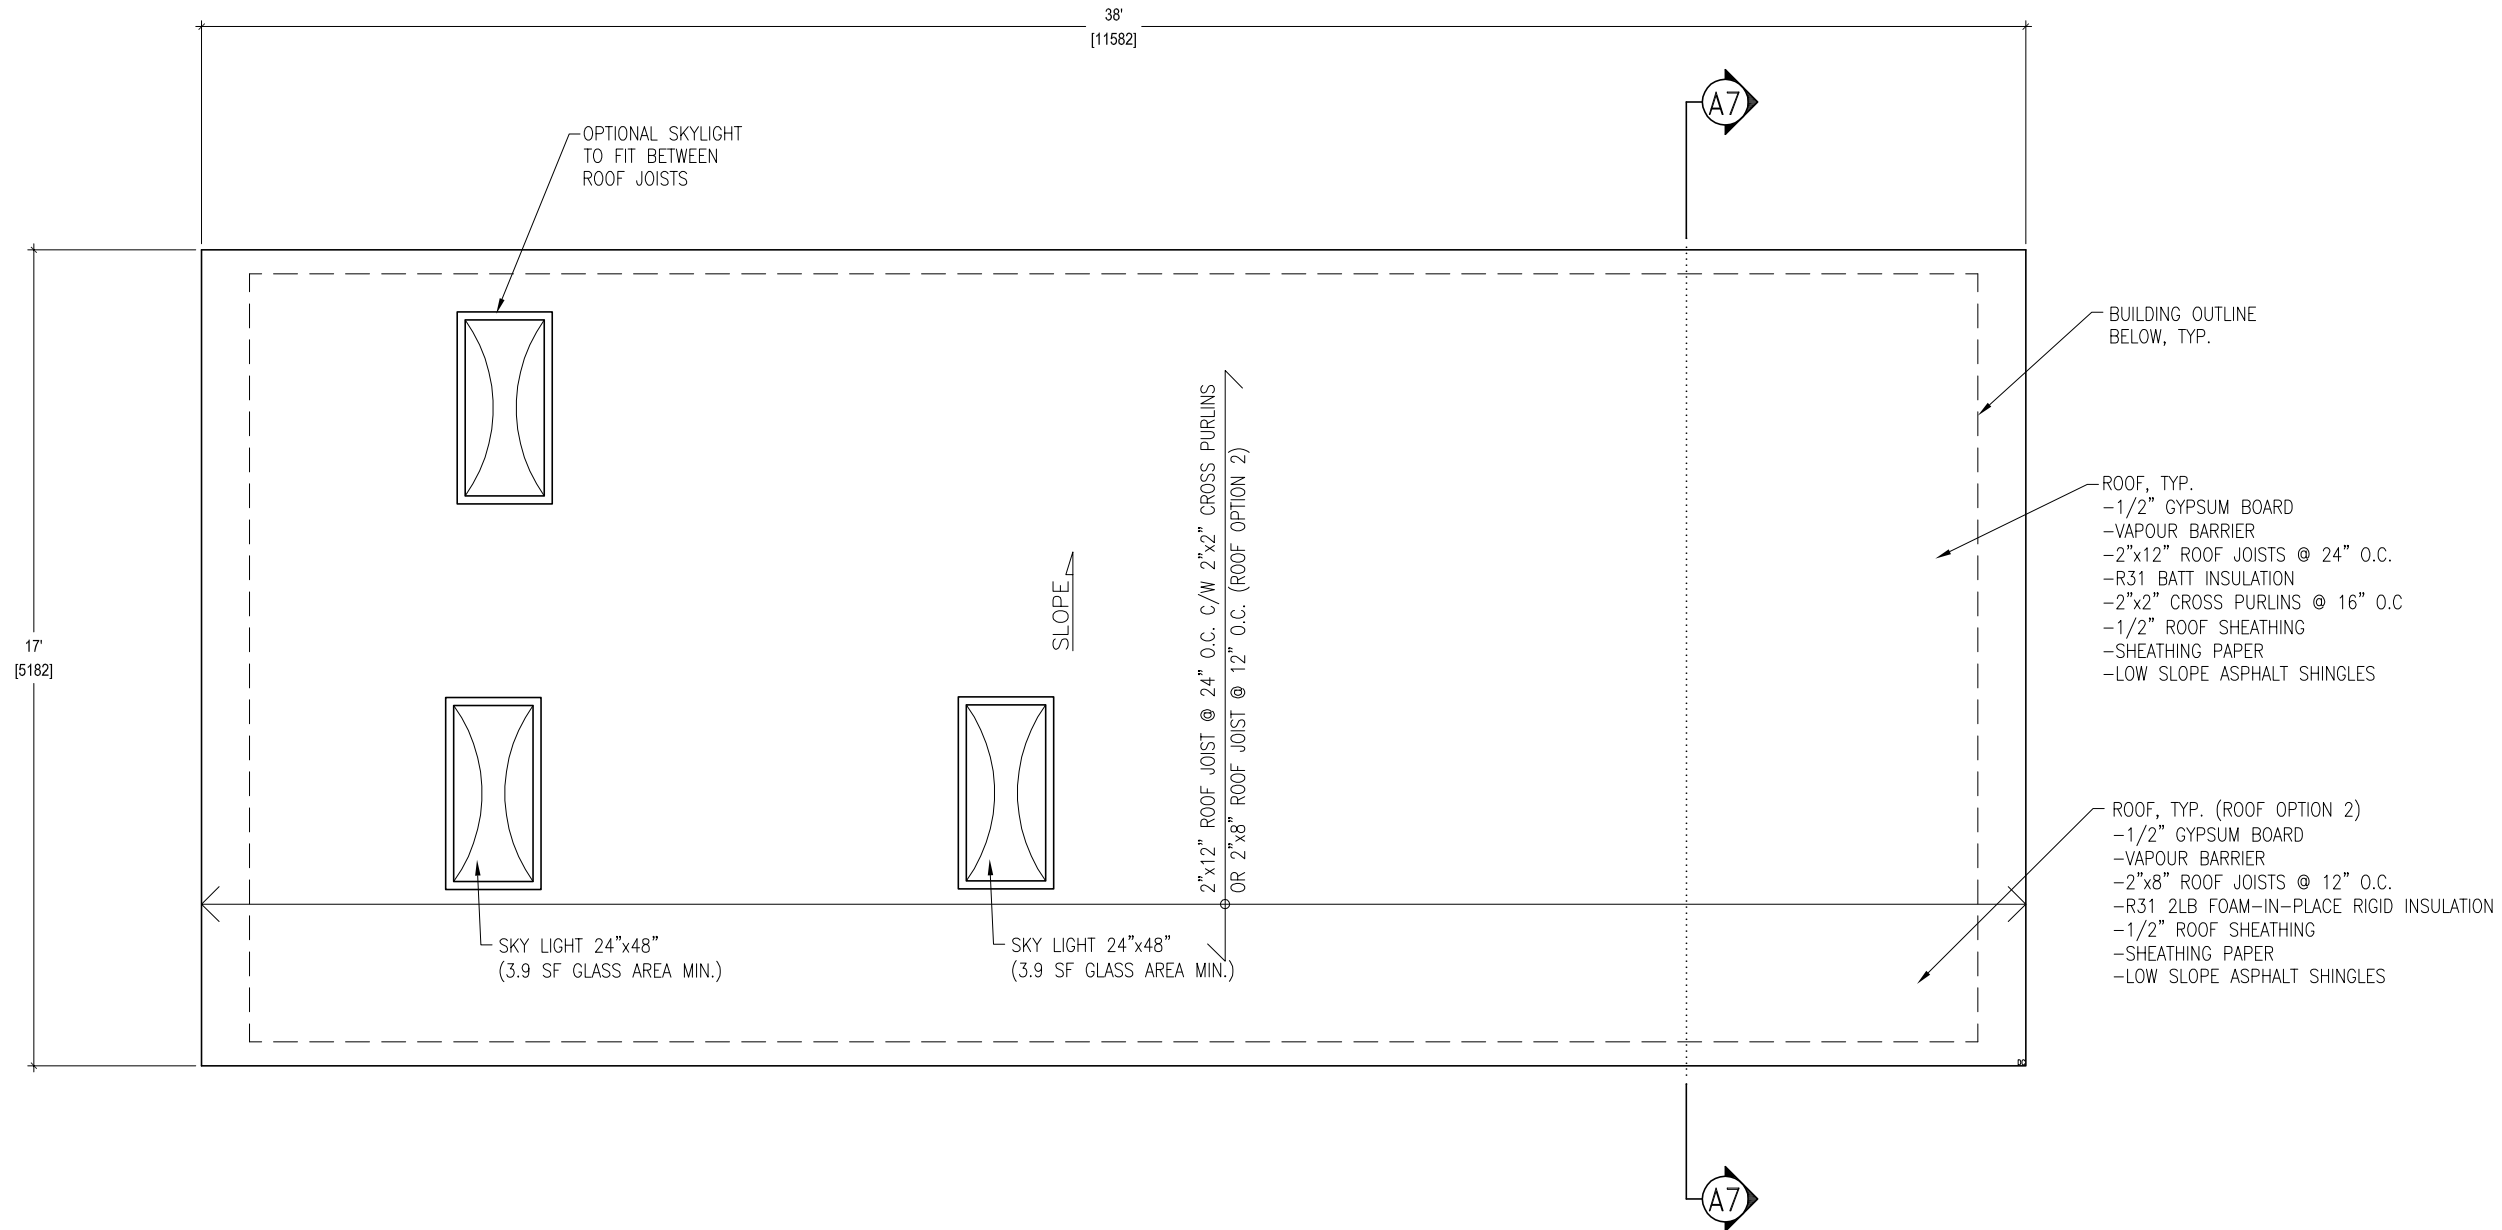 38'
[11582]
A7
OPTIONAL SKYLIGHT
TO FIT BETWEEN
ROOF JOISTS
BUILDING OUTLINE
BELOW, TYP.
ROOF, TYP.
-1/2" GYPSUM BOARD
-VAPOUR BARRIER
-2"x12" ROOF JOISTS @ 24" O.C.
-R31 BATT INSULATION
-2"x2" CROSS PURLINS @ 16" O.C
-1/2" ROOF SHEATHING
-SHEATHING PAPER
-LOW SLOPE ASPHALT SHINGLES
2"x12" ROOF JOIST @ 24" O.C. C/W 2"x2" CROSS PURLINS
OR 2"x8" ROOF JOIST @ 12" O.C. (ROOF OPTION 2)
SLOPE
17'
[5182]
ROOF, TYP. (ROOF OPTION 2)
-1/2" GYPSUM BOARD
-VAPOUR BARRIER
-2"x8" ROOF JOISTS @ 12" O.C.
-R31 2LB FOAM-IN-PLACE RIGID INSULATION
-1/2" ROOF SHEATHING
-SHEATHING PAPER
-LOW SLOPE ASPHALT SHINGLES
SKY LIGHT 24"x48"
(3.9 SF GLASS AREA MIN.)
SKY LIGHT 24"x48"
(3.9 SF GLASS AREA MIN.)
A7